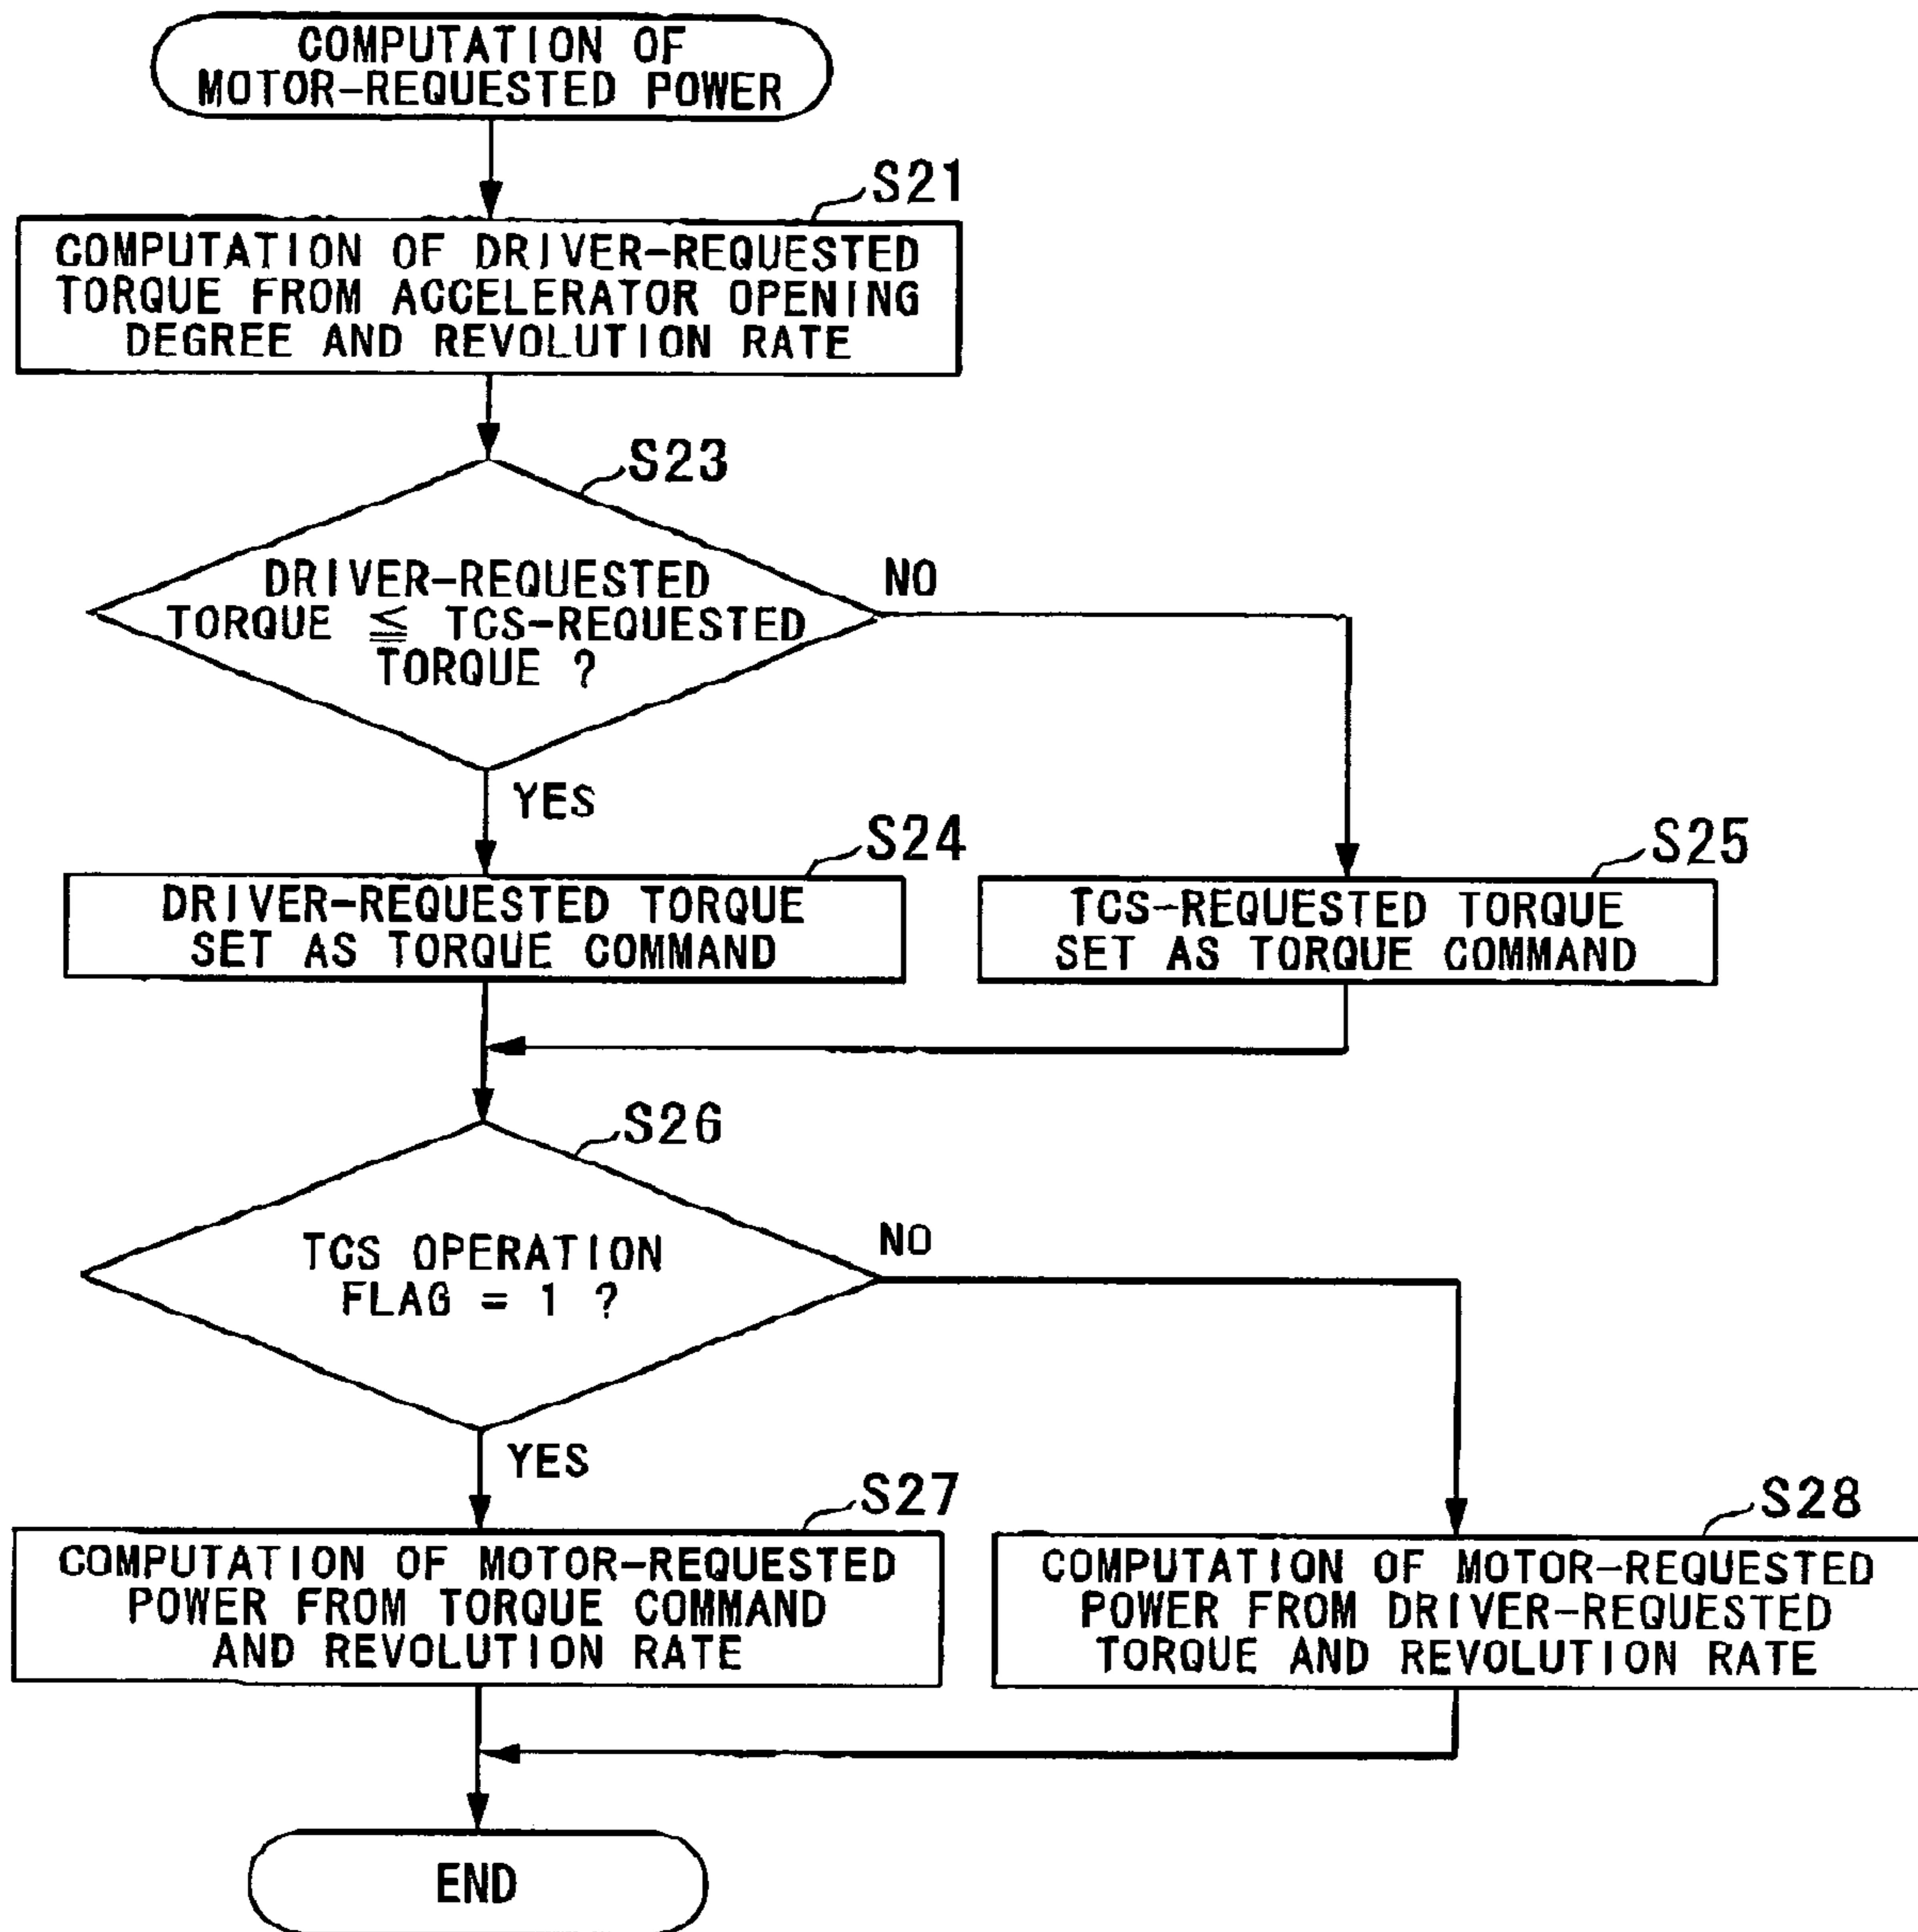 COMPUTATION OF
MOTOR-REQUESTED POWER
S21
COMPUTATION OF DRIVER-REQUESTED
TORQUE FROM ACCELERATOR OPENING
DEGREE AND REVOLUTION RATE
S23
DRIVER-REQUESTED
TORQUE ≦ TCS-REQUESTED
TORQUE ?
NO
YES
S24
DRIVER-REQUESTED TORQUE
SET AS TORQUE COMMAND
S25
TCS-REQUESTED TORQUE
SET AS TORQUE COMMAND
S26
TCS OPERATION
FLAG = 1 ?
NO
YES
S27
COMPUTATION OF MOTOR-REQUESTED
POWER FROM TORQUE COMMAND
AND REVOLUTION RATE
S28
COMPUTATION OF MOTOR-REQUESTED
POWER FROM DRIVER-REQUESTED
TORQUE AND REVOLUTION RATE
END